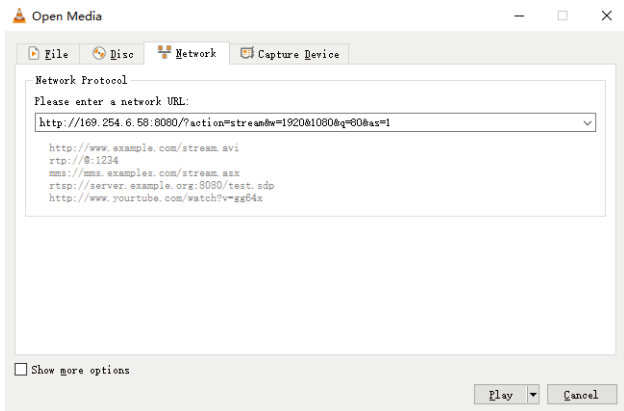 Open Media
File Disc Network Capture Device
Network Protocol
Please enter a network URL:
http://169.254.6.58:8080/?action=stream&w=1920&1080&q=80&as=1
http://www.example.com/stream.avi
rtp://@:1234
mms://mms.examples.com/stream.asx
rtsp://server.example.org:8080/test.sdp
http://www.yourtube.com/watch?v=gg64x
Show more options
Play Cancel